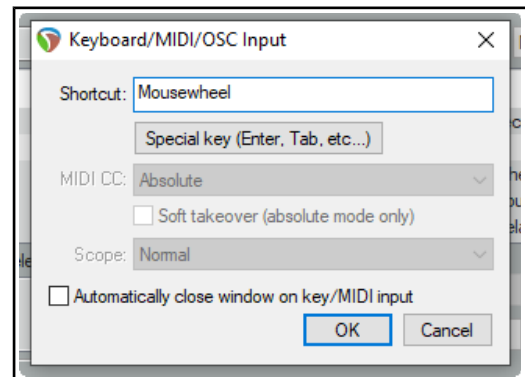 Keyboard/MIDI/OSC Input
Shortcut: Mousewheel
Special key (Enter, Tab, etc...)
MIDI CC: Absolute
Soft takeover (absolute mode only)
Scope: Normal
Automatically close window on key/MIDI input
OK Cancel